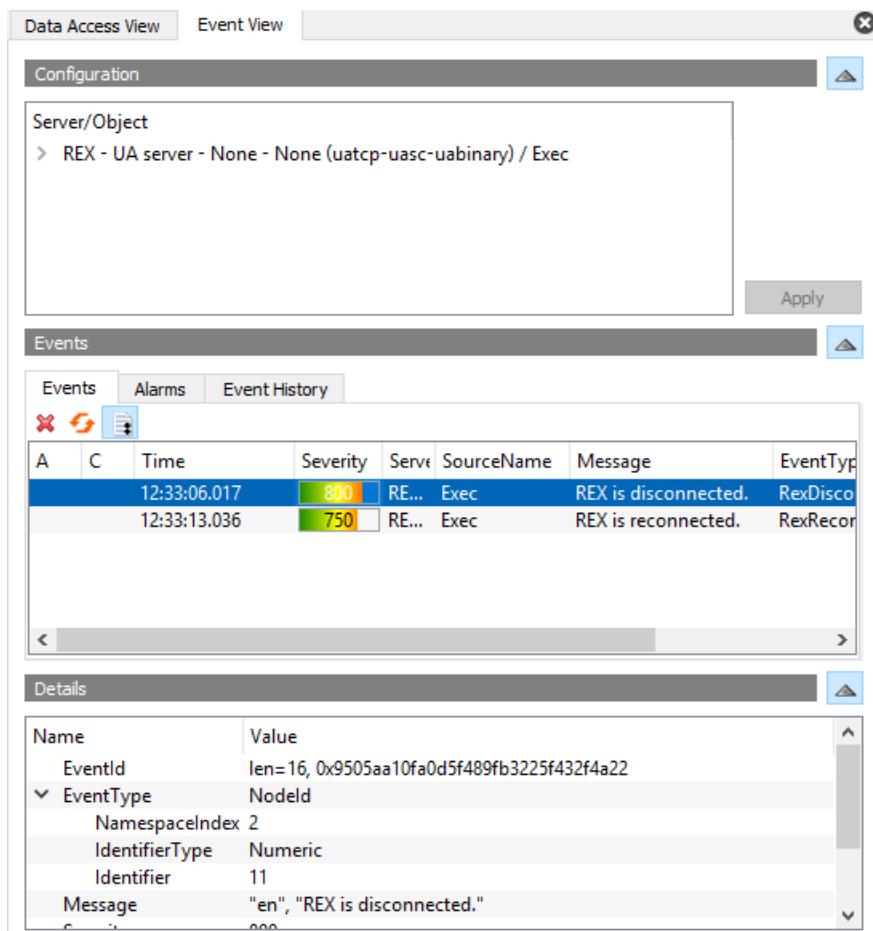 Data Access View Event View
Configuration
Server/Object
REX - UA server - None - None (uatcp-uasc-uabinary) / Exec
Apply
Events
Events Alarms Event History
A C Time Severity Serve SourceName Message EventTyp
12:33:06.017 800 RE... Exec REX is disconnected. RexDisco
12:33:13.036 750 RE... Exec REX is reconnected. RexRecor
Details
Name Value
EventId len=16, 0x9505aa10fa0d5f489fb3225f432f4a22
EventType NodeId
NamespaceIndex 2
IdentifierType Numeric
Identifier 11
Message "en", "REX is disconnected."